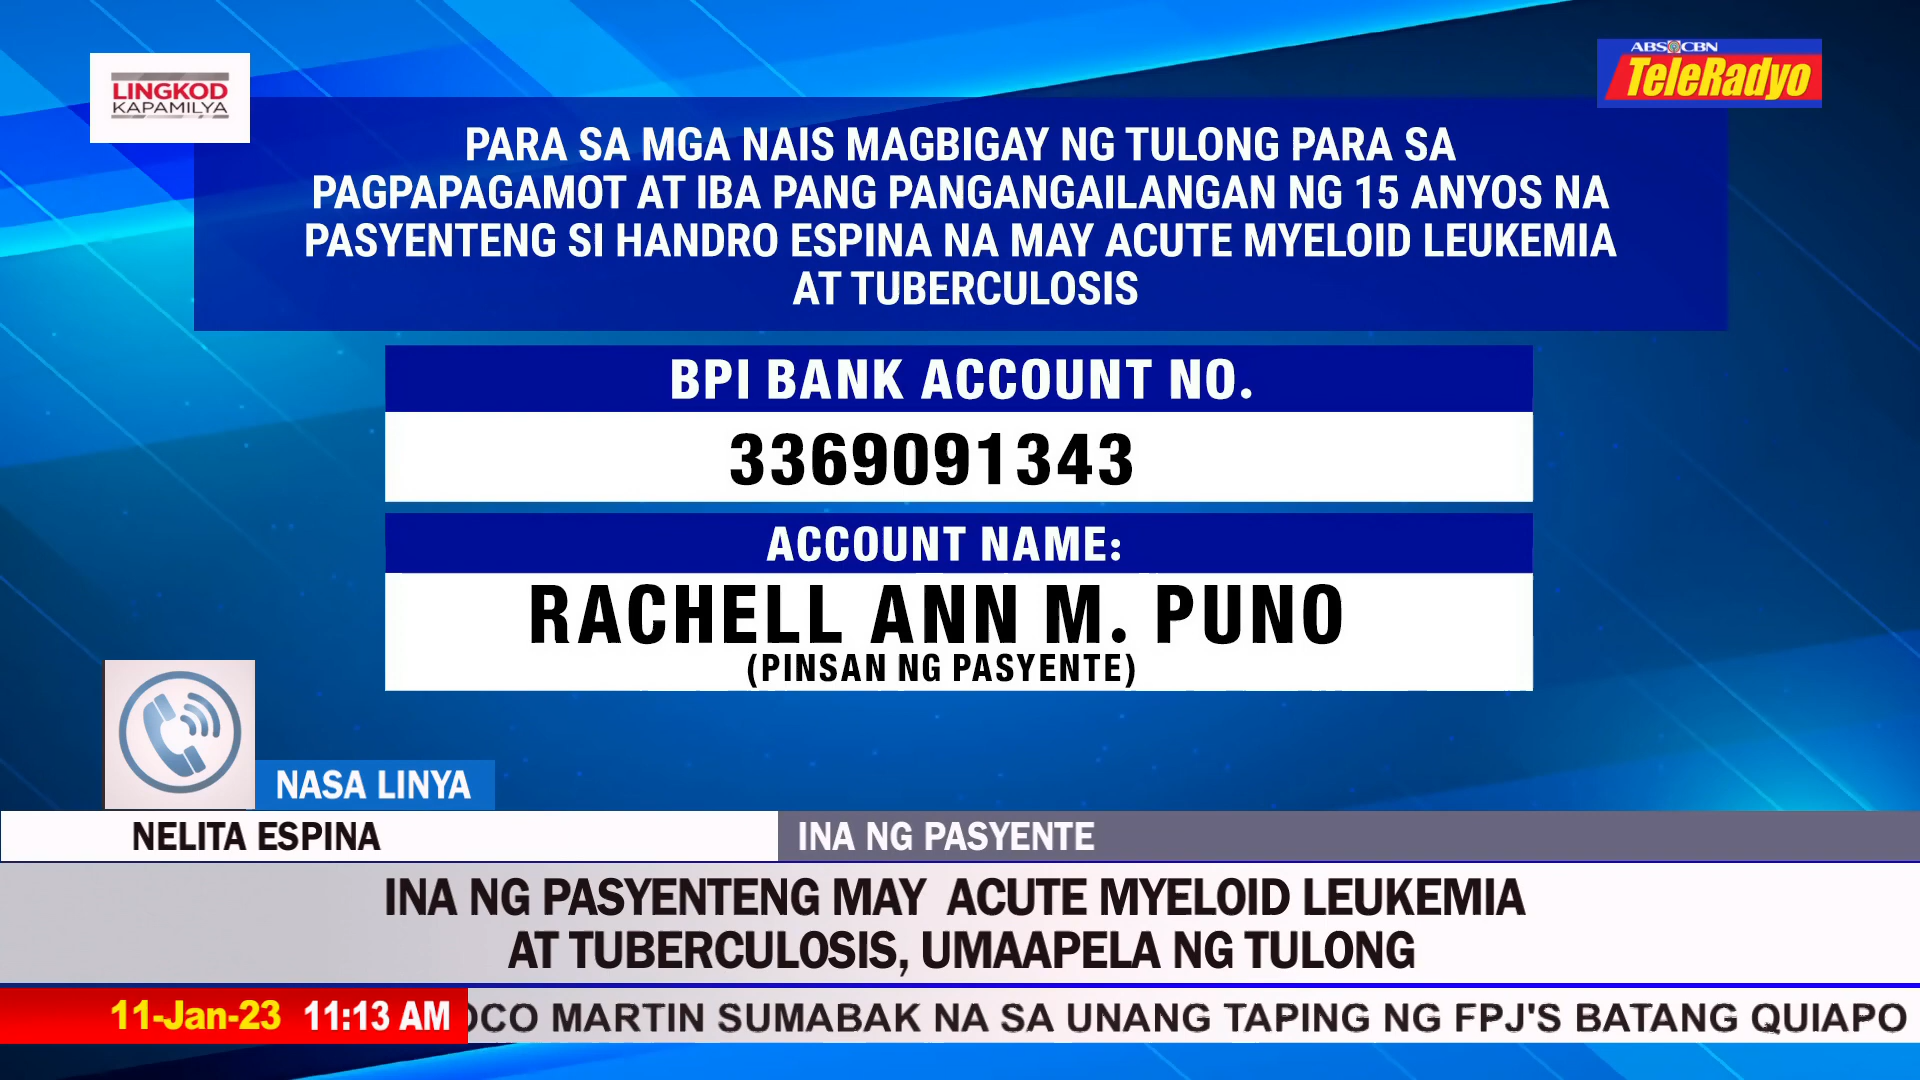 LINGKOD
KAPAMILYA
ABS-CBN
TeleRadyo
PARA SA MGA NAIS MAGBIGAY NG TULONG PARA SA
PAGPAPAGAMOT AT IBA PANG PANGANGAILANGAN NG 15 ANYOS NA
PASYENTENG SI HANDRO ESPINA NA MAY ACUTE MYELOID LEUKEMIA
AT TUBERCULOSIS
BPI BANK ACCOUNT NO.
3369091343
ACCOUNT NAME:
RACHELL ANN M. PUNO
(PINSAN NG PASYENTE)
NASA LINYA
NELITA ESPINA
INA NG PASYENTE
INA NG PASYENTENG MAY ACUTE MYELOID LEUKEMIA
AT TUBERCULOSIS, UMAAPELA NG TULONG
11-Jan-23 11:13 AM
OCO MARTIN SUMABAK NA SA UNANG TAPING NG FPJ'S BATANG QUIAPO